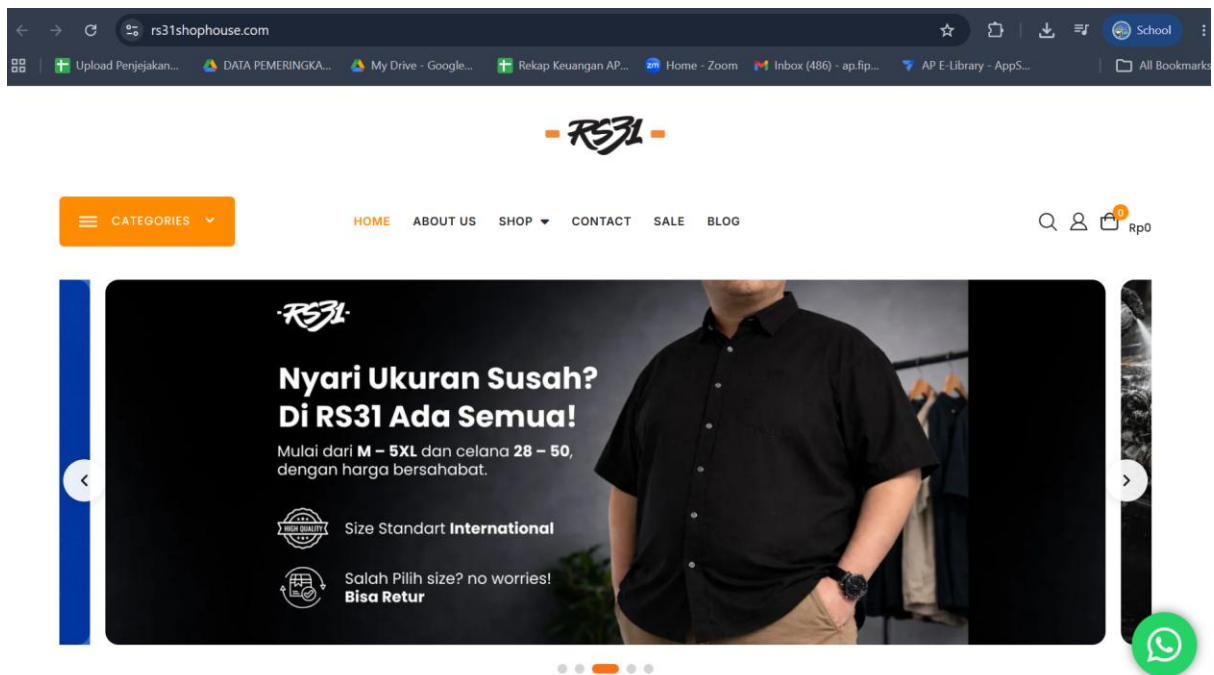 rs31shophouse.com
School
Upload Penjejakan...
DATA PEMERINGKA...
My Drive - Google...
Rekap Keuangan AP...
zm
Home - Zoom
Inbox (486) - ap.fip...
AP E-Library - AppS...
All Bookmarks
- RS31 -
CATEGORIES
HOME
ABOUT US
SHOP
CONTACT
SALE
BLOG
0
Rp0
·RS31·
Nyari Ukuran Susah?
Di RS31 Ada Semua!
Mulai dari M – 5XL dan celana 28 – 50,
dengan harga bersahabat.
HIGH QUALITY
Size Standart International
Salah Pilih size? no worries!
Bisa Retur